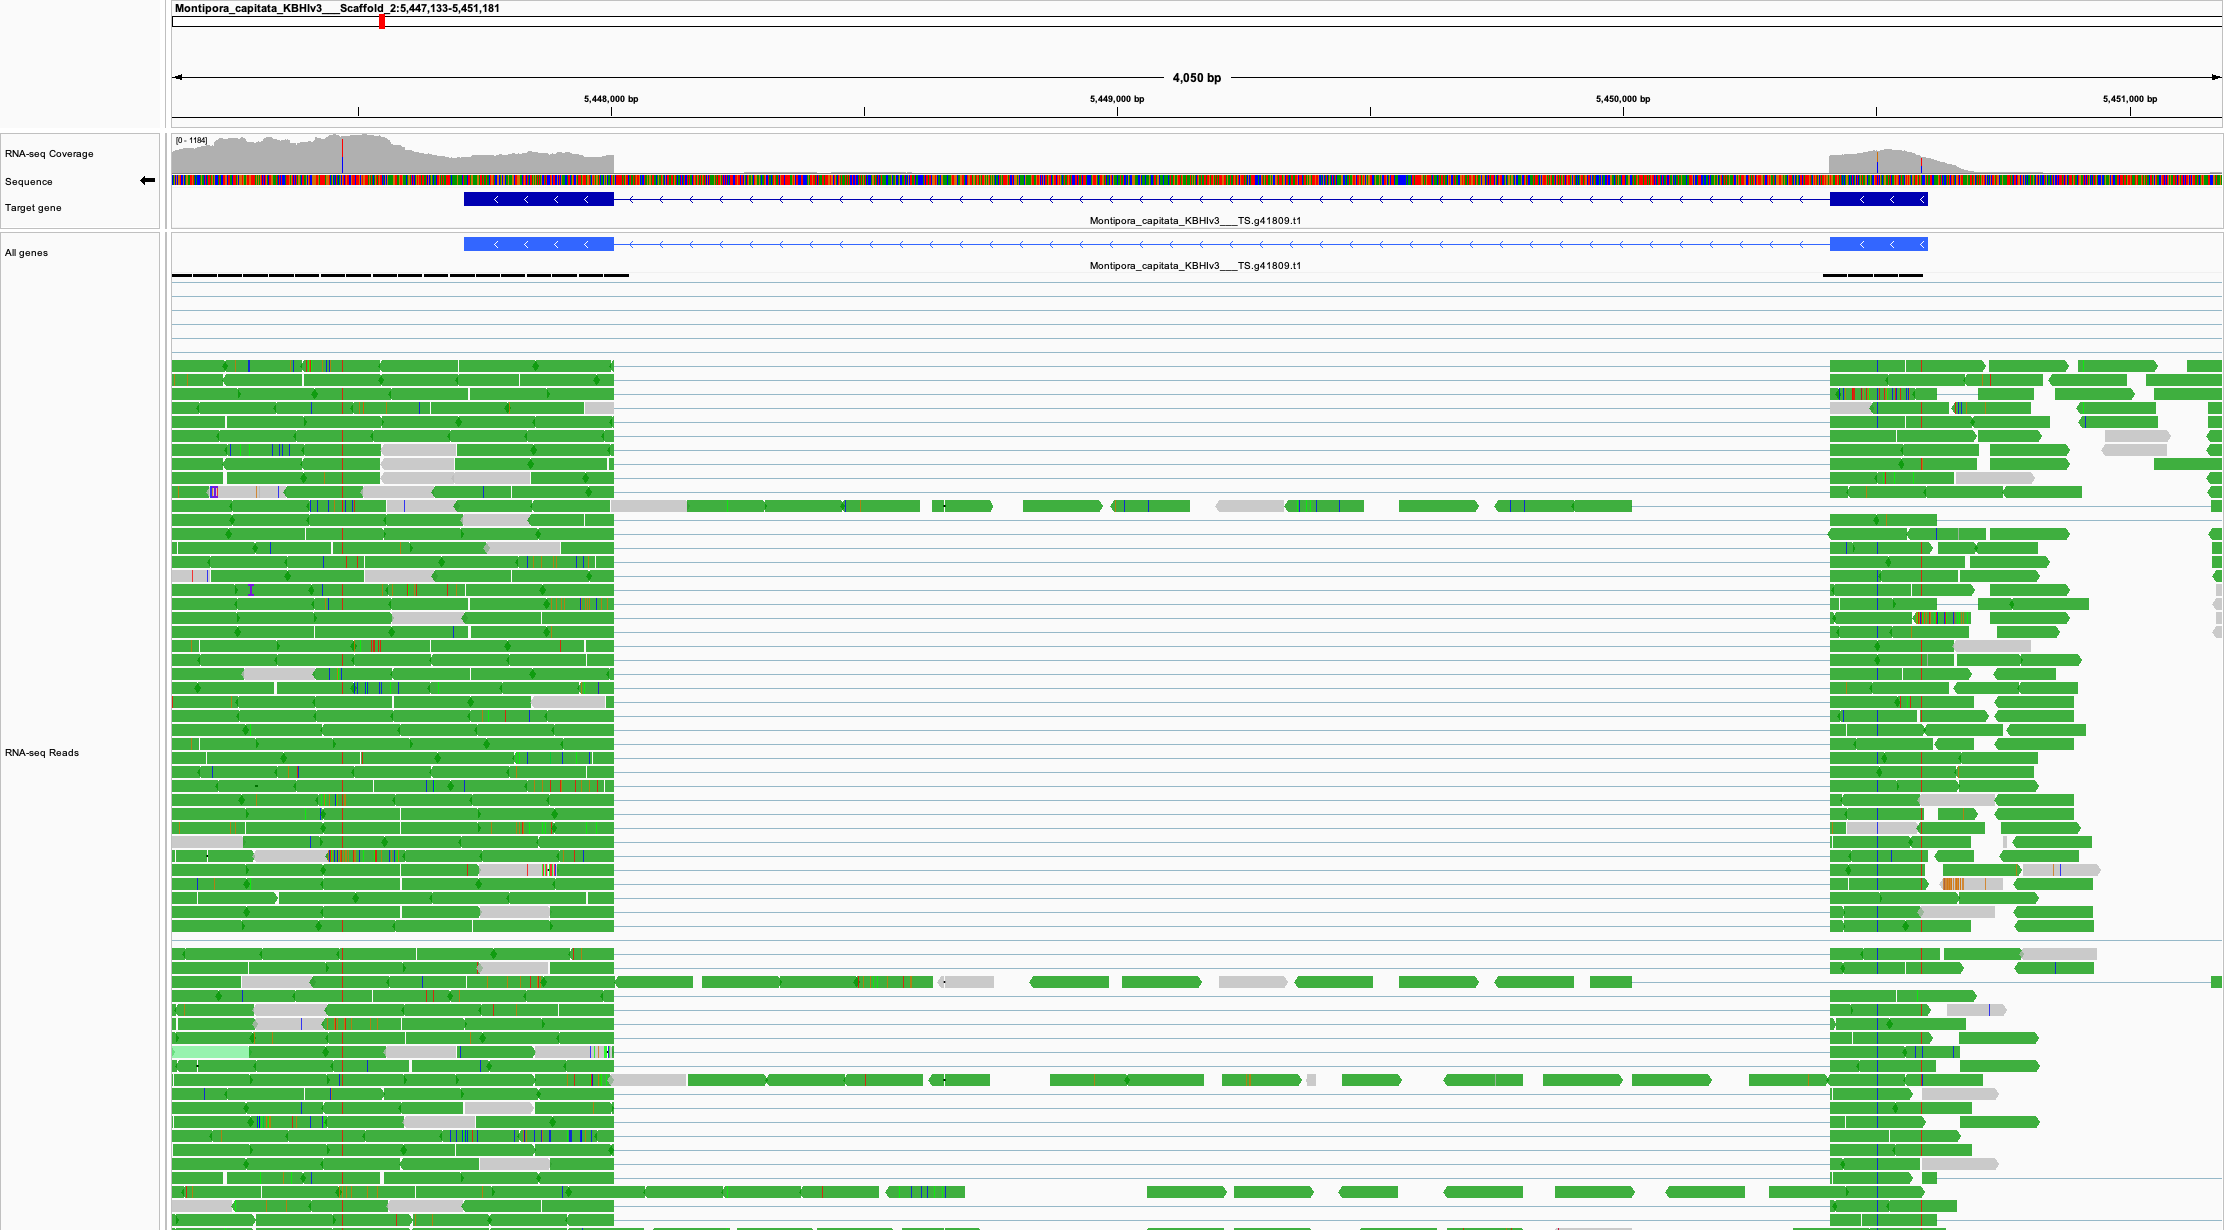 Montipora_capitata_KBHIv3___Scaffold_2:5,447,133-5,451,181
4,050 bp
5,448,000 bp 5,449,000 bp 5,450,000 bp 5,451,000 bp
[0 - 1184]
RNA-seq Coverage
Sequence
Target gene
Montipora_capitata_KBHIv3___TS.g41809.t1
All genes
Montipora_capitata_KBHIv3___TS.g41809.t1
RNA-seq Reads